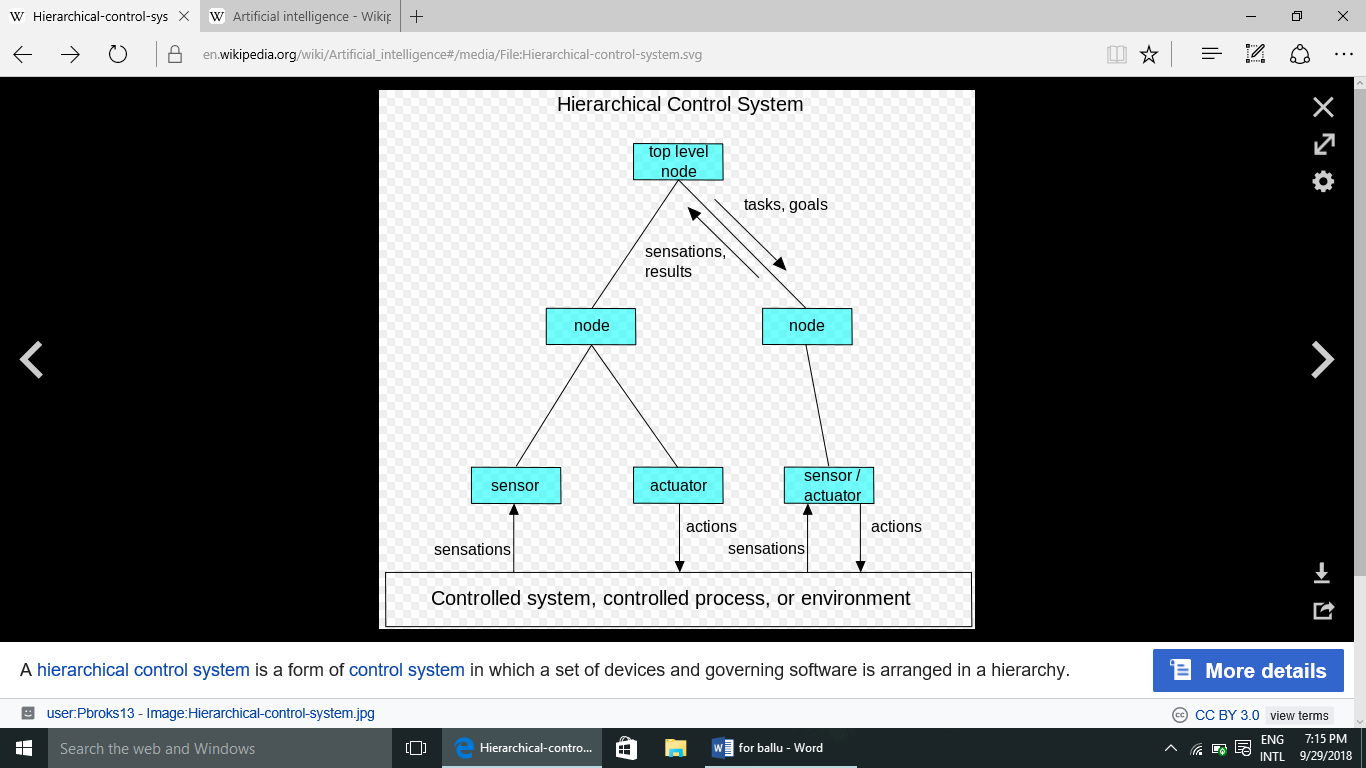 Hierarchical-control-sys
Artificial intelligence - Wikip
en.wikipedia.org/wiki/Artificial_intelligence#/media/File:Hierarchical-control-system.svg
Hierarchical Control System
top level
node
tasks, goals
sensations,
results
node
node
sensor
actuator
sensor /
actuator
actions
actions
sensations
sensations
Controlled system, controlled process, or environment
A hierarchical control system is a form of control system in which a set of devices and governing software is arranged in a hierarchy.
More details
user:Pbroks13 - Image:Hierarchical-control-system.jpg
CC BY 3.0 view terms
Search the web and Windows
Hierarchical-contro...
for ballu - Word
ENG
INTL
7:15 PM
9/29/2018